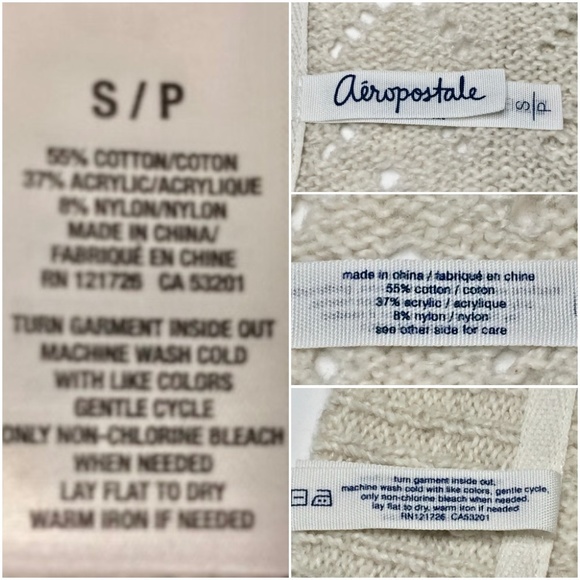 S / P
55% COTTON/COTON
37% ACRYLIC/ACRYLIQUE
8% NYLON/NYLON
MADE IN CHINA/
FABRIQUÉ EN CHINE
RN 121726 CA 53201
TURN GARMENT INSIDE OUT
MACHINE WASH COLD
WITH LIKE COLORS
GENTLE CYCLE
ONLY NON-CHLORINE BLEACH
WHEN NEEDED
LAY FLAT TO DRY
WARM IRON IF NEEDED
aéropostale
S|P
made in china / fabriqué en chine
55% cotton / coton
37% acrylic / acrylique
8% nylon / nylon
see other side for care
turn garment inside out,
machine wash cold with like colors, gentle cycle,
only non-chlorine bleach when needed,
lay flat to dry, warm iron if needed
RN121726 CA53201